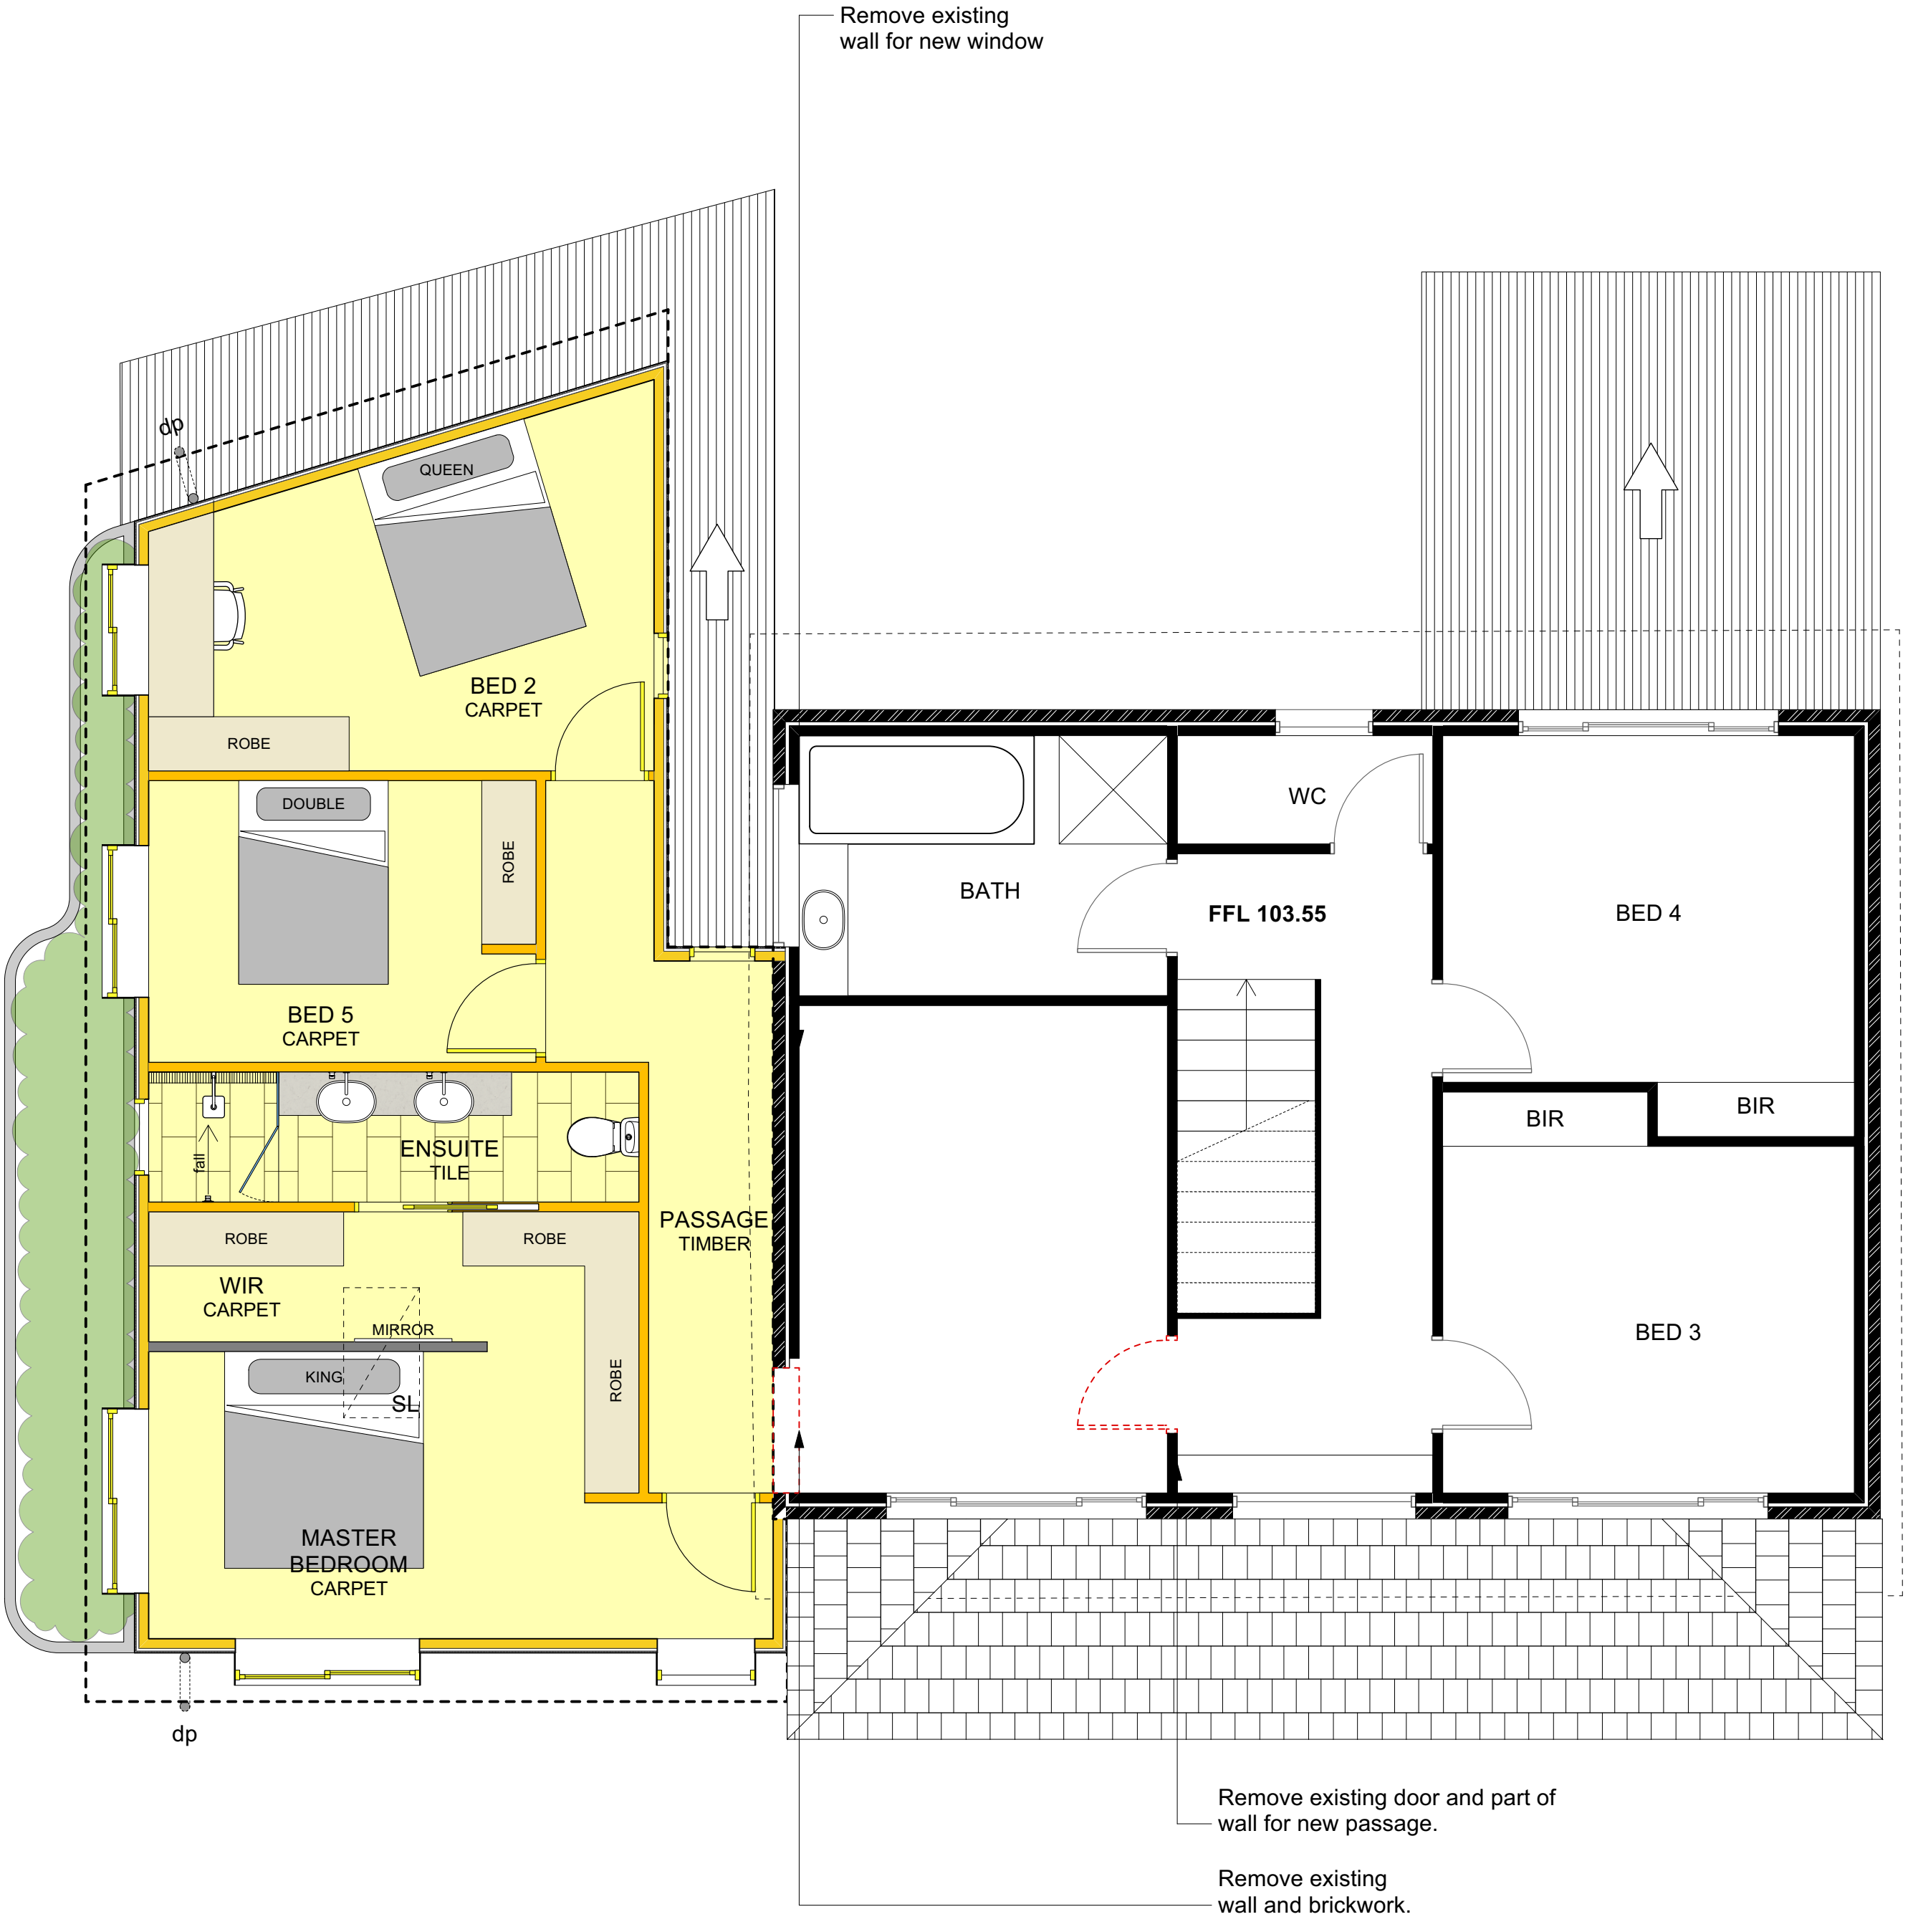 Remove existing
wall for new window
dp
QUEEN
BED 2
CARPET
ROBE
DOUBLE
ROBE
BED 5
CARPET
WC
BATH
FFL 103.55
BED 4
BIR
BIR
ENSUITE
TILE
fall
PASSAGE
TIMBER
ROBE
ROBE
WIR
CARPET
MIRROR
KING
SL
ROBE
BED 3
MASTER
BEDROOM
CARPET
dp
Remove existing door and part of
wall for new passage.
Remove existing
wall and brickwork.